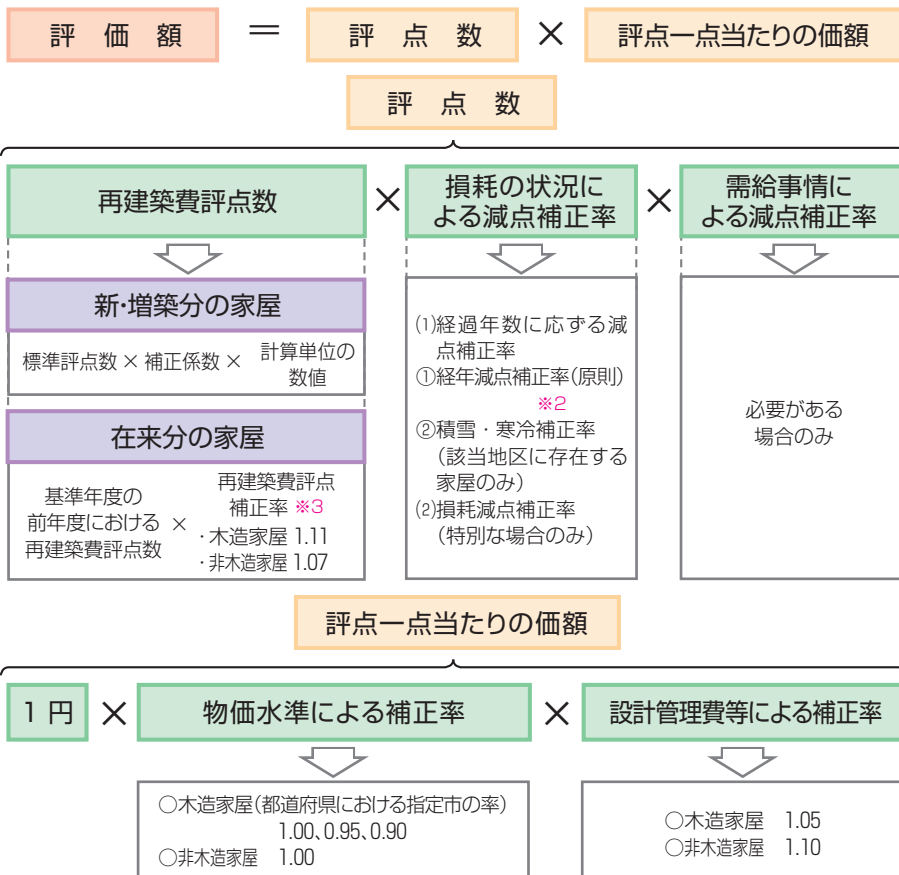 評価額 ＝ 評点数 × 評点一点当たりの価額
評点数
再建築費評点数 × 損耗の状況による減点補正率 × 需給事情による減点補正率
新・増築分の家屋
標準評点数 × 補正係数 × 計算単位の数値
在来分の家屋
基準年度の
前年度における
再建築費評点数
×
再建築費評点
補正率 ※3
・木造家屋 1.11
・非木造家屋 1.07
⑴経過年数に応ずる減
点補正率
①経年減点補正率(原則)
※2
②積雪・寒冷補正率
(該当地区に存在する
家屋のみ)
⑵損耗減点補正率
(特別な場合のみ)
必要がある
場合のみ
評点一点当たりの価額
1 円 × 物価水準による補正率 × 設計管理費等による補正率
○木造家屋(都道府県における指定市の率)
1.00、0.95、0.90
○非木造家屋 1.00
○木造家屋 1.05
○非木造家屋 1.10